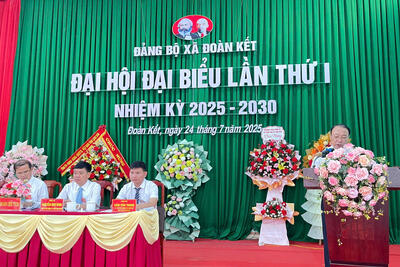 ĐẢNG BỘ XÃ ĐOÀN KẾT
ĐẠI HỘI ĐẠI BIỂU LẦN THỨ I
NHIỆM KỲ 2025 - 2030
Đoàn Kết, ngày 24 tháng 7 năm 2025